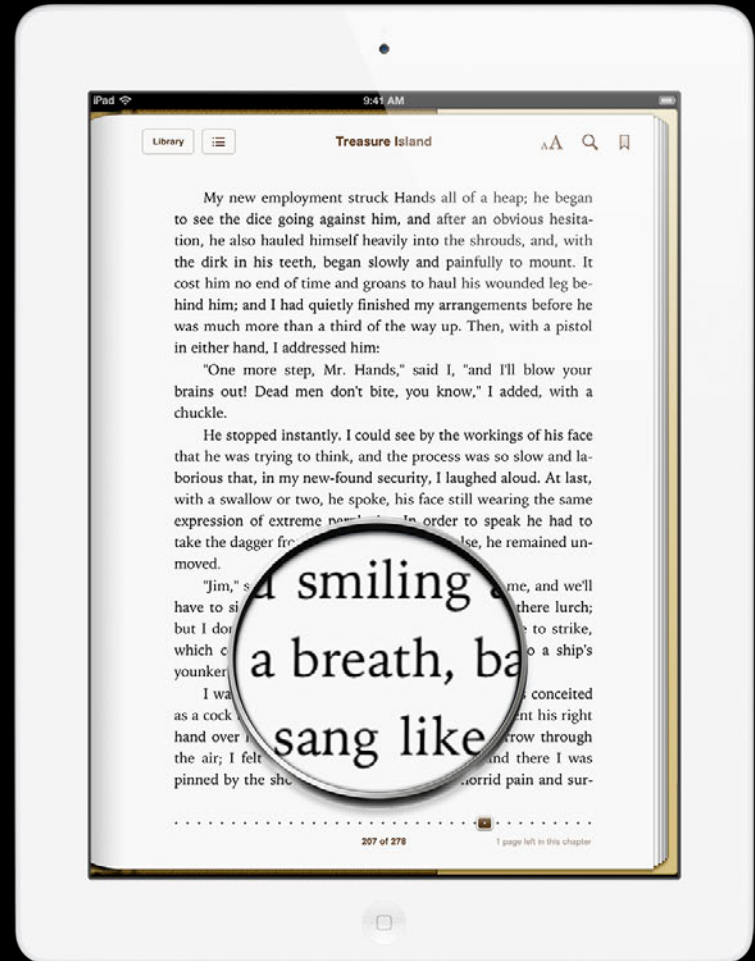 iPad
9:41 AM
Library
Treasure Island
AA
My new employment struck Hands all of a heap; he began
to see the dice going against him, and after an obvious hesita-
tion, he also hauled himself heavily into the shrouds, and, with
the dirk in his teeth, began slowly and painfully to mount. It
cost him no end of time and groans to haul his wounded leg be-
hind him; and I had quietly finished my arrangements before he
was much more than a third of the way up. Then, with a pistol
in either hand, I addressed him:
"One more step, Mr. Hands," said I, "and I'll blow your
brains out! Dead men don't bite, you know," I added, with a
chuckle.
He stopped instantly. I could see by the workings of his face
that he was trying to think, and the process was so slow and la-
borious that, in my new-found security, I laughed aloud. At last,
with a swallow or two, he spoke, his face still wearing the same
expression of extreme In order to speak he had to
take the dagger he remained un-
moved.
"Jim," me, and we'll
have to there lurch;
but I to strike,
which a ship's
younker
I conceited
as a cock his right
hand over through
the air; I felt and there I was
pinned by the pain and sur-
smiling
a breath,
sang like
207 of 278
1 page left in this chapter